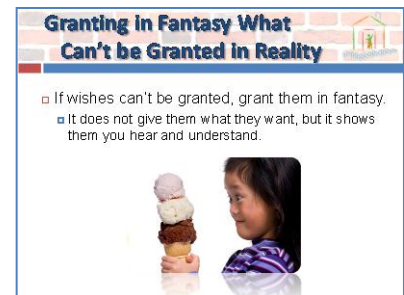 Granting in Fantasy What
Can't be Granted in Reality
If wishes can't be granted, grant them in fantasy.
It does not give them what they want, but it shows
them you hear and understand.